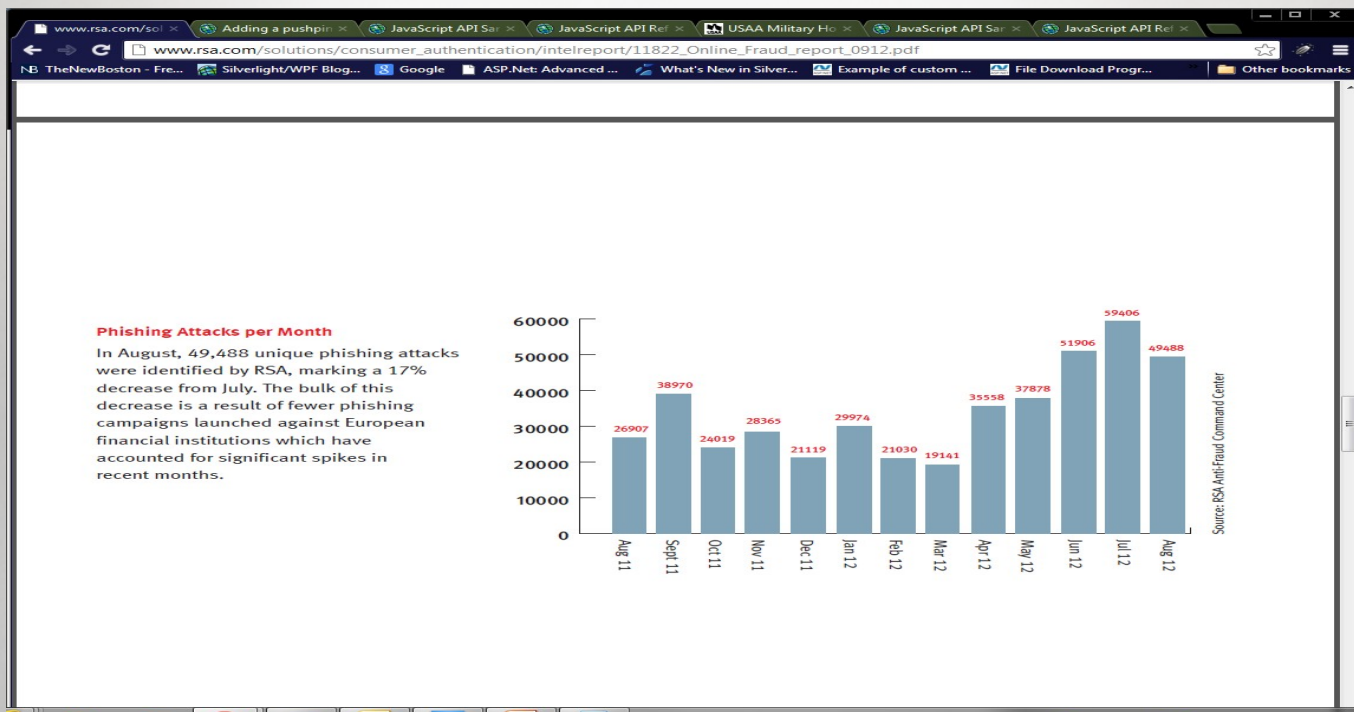 www.rsa.com/sol
Adding a pushpin
JavaScript API Sar
JavaScript API Ref
USAA Military Ho
JavaScript API Sar
JavaScript API Ref
www.rsa.com/solutions/consumer_authentication/intelreport/11822_Online_Fraud_report_0912.pdf
NB TheNewBoston - Fre...
Silverlight/WPF Blog...
Google
ASP.Net: Advanced ...
What's New in Silver...
Example of custom ...
File Download Progr...
Other bookmarks
Phishing Attacks per Month
In August, 49,488 unique phishing attacks
were identified by RSA, marking a 17%
decrease from July. The bulk of this
decrease is a result of fewer phishing
campaigns launched against European
financial institutions which have
accounted for significant spikes in
recent months.
60000
50000
40000
30000
20000
10000
0
26907
38970
24019
28365
21119
29974
21030
19141
35558
37878
51906
59406
49488
Aug 11
Sept 11
Oct 11
Nov 11
Dec 11
Jan 12
Feb 12
Mar 12
Apr 12
May 12
Jun 12
Jul 12
Aug 12
Source: RSA Anti-Fraud Command Center